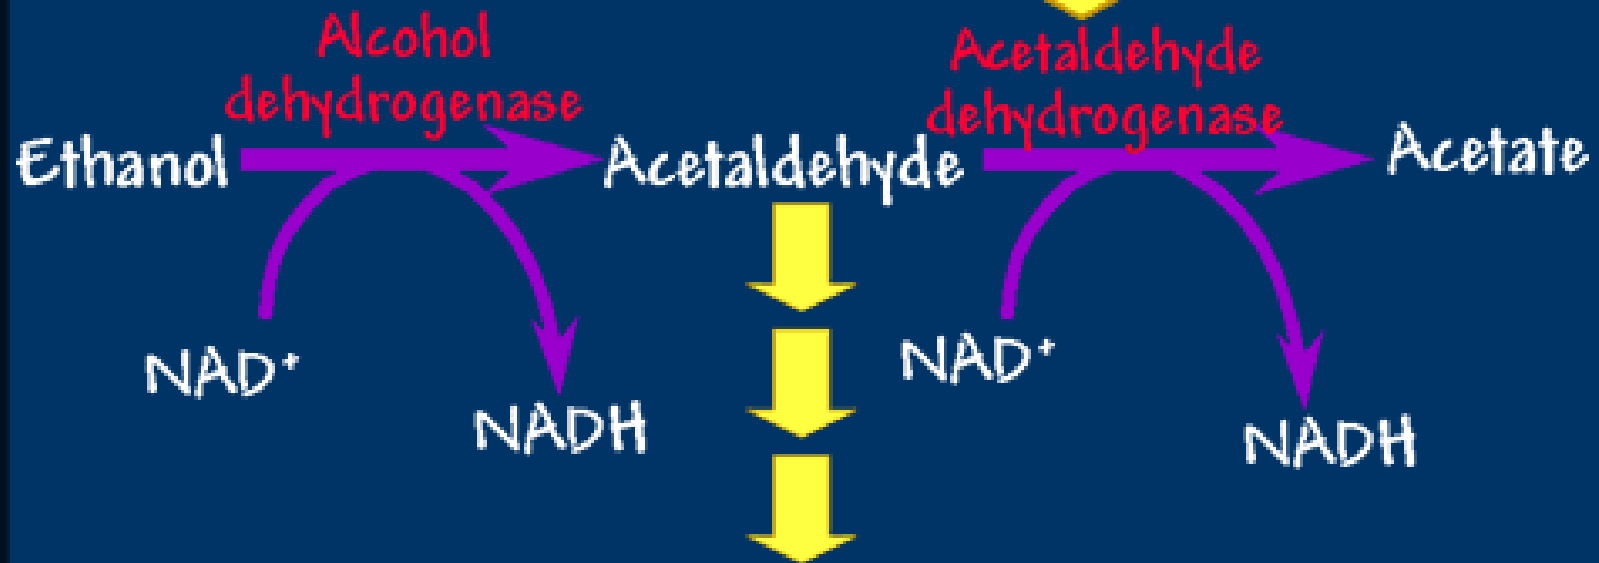 Alcohol
dehydrogenase
Acetaldehyde
dehydrogenase
Ethanol
Acetaldehyde
Acetate
NAD⁺
NADH
NAD⁺
NADH